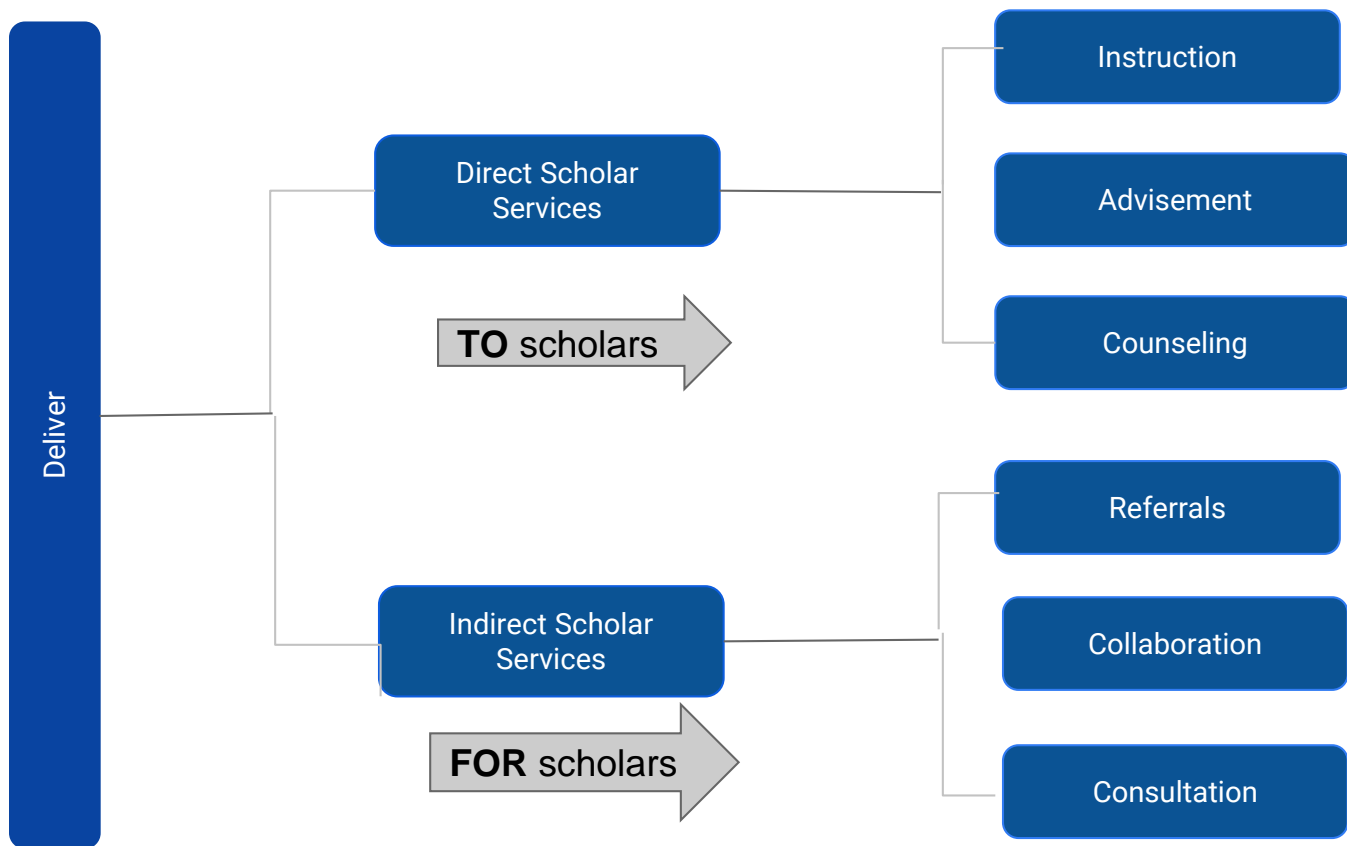 Deliver
Direct Scholar
Services
TO scholars
Instruction
Advisement
Counseling
Indirect Scholar
Services
FOR scholars
Referrals
Collaboration
Consultation